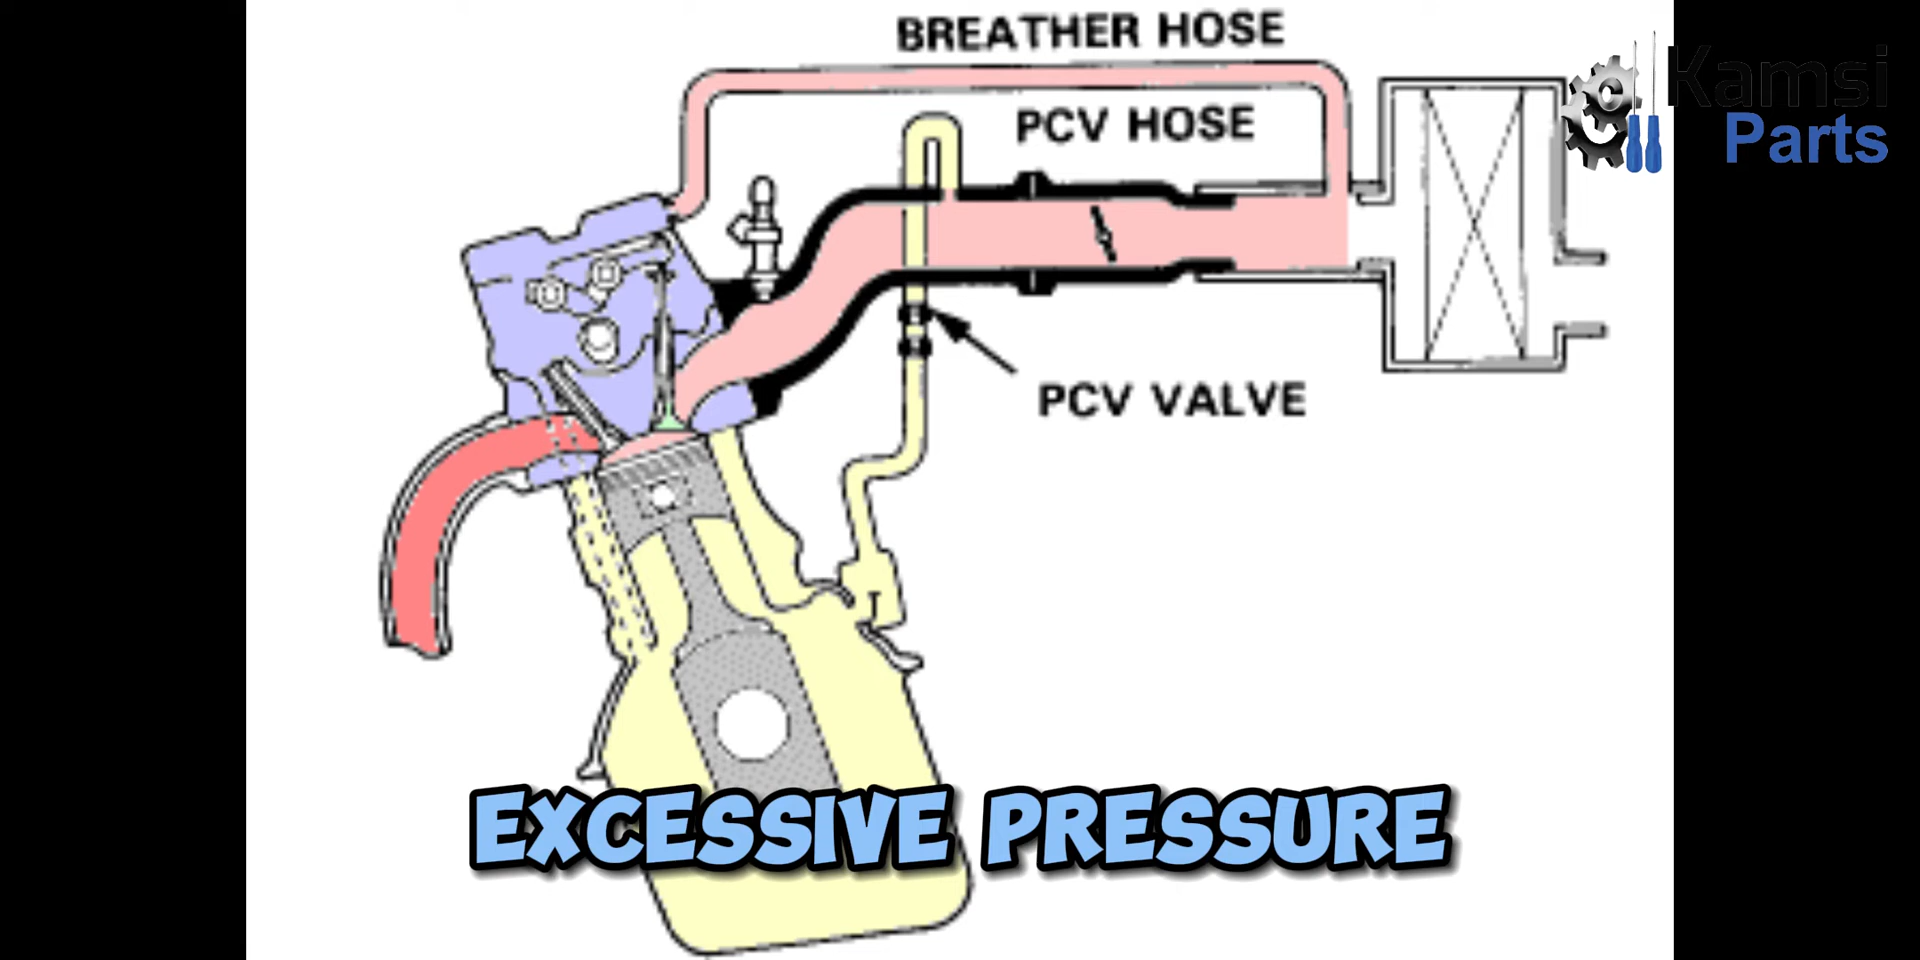 BREATHER HOSE
Kamsi
Parts
PCV HOSE
PCV VALVE
EXCESSIVE PRESSURE